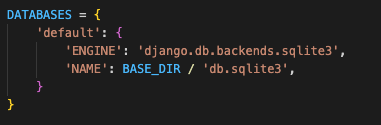 DATABASES = {
    'default': {
        'ENGINE': 'django.db.backends.sqlite3',
        'NAME': BASE_DIR / 'db.sqlite3',
    }
}